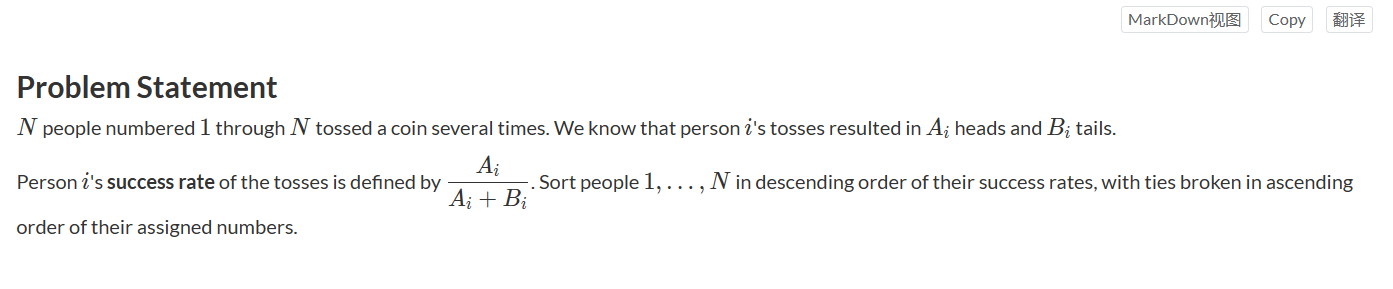 MarkDown视图 Copy 翻译
Problem Statement
N people numbered 1 through N tossed a coin several times. We know that person i's tosses resulted in A_i heads and B_i tails.
Person i's success rate of the tosses is defined by \frac{A_i}{A_i + B_i}. Sort people 1, ..., N in descending order of their success rates, with ties broken in ascending
order of their assigned numbers.